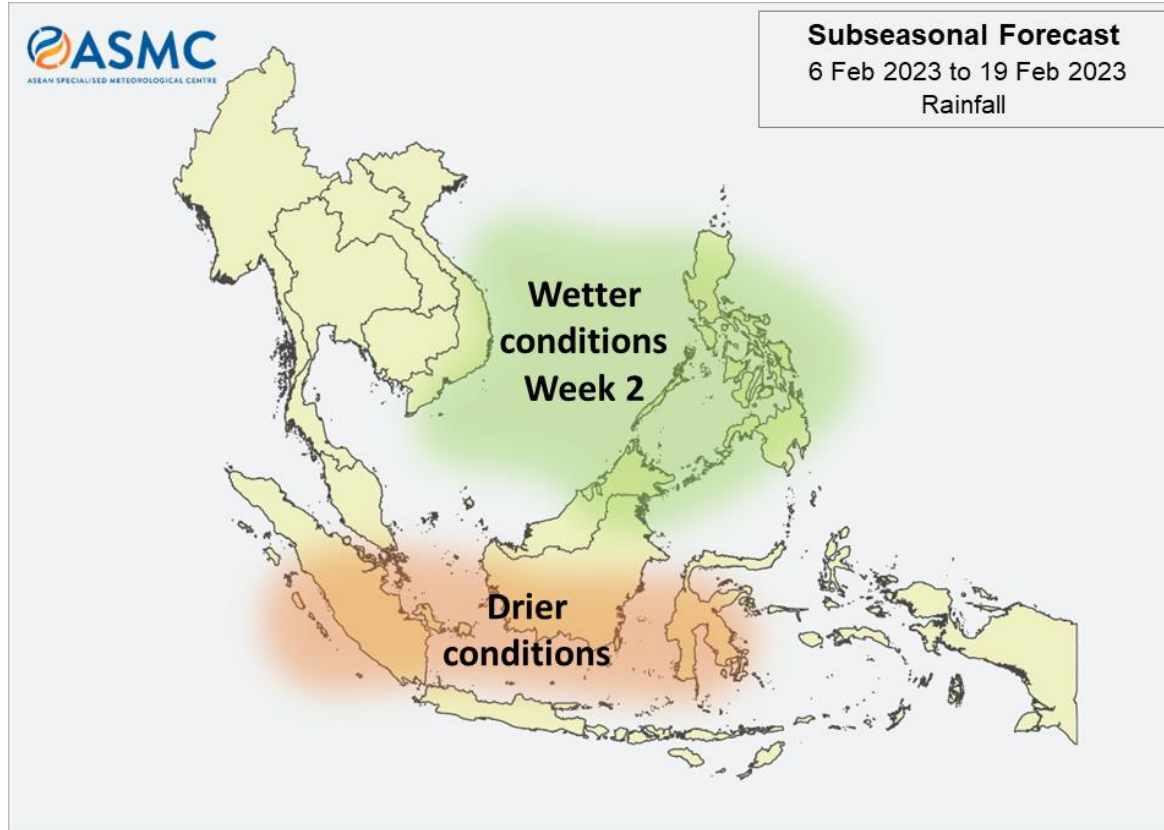 ASMC
ASEAN SPECIALISED METEOROLOGICAL CENTRE
Subseasonal Forecast
6 Feb 2023 to 19 Feb 2023
Rainfall
Wetter
conditions
Week 2
Drier
conditions